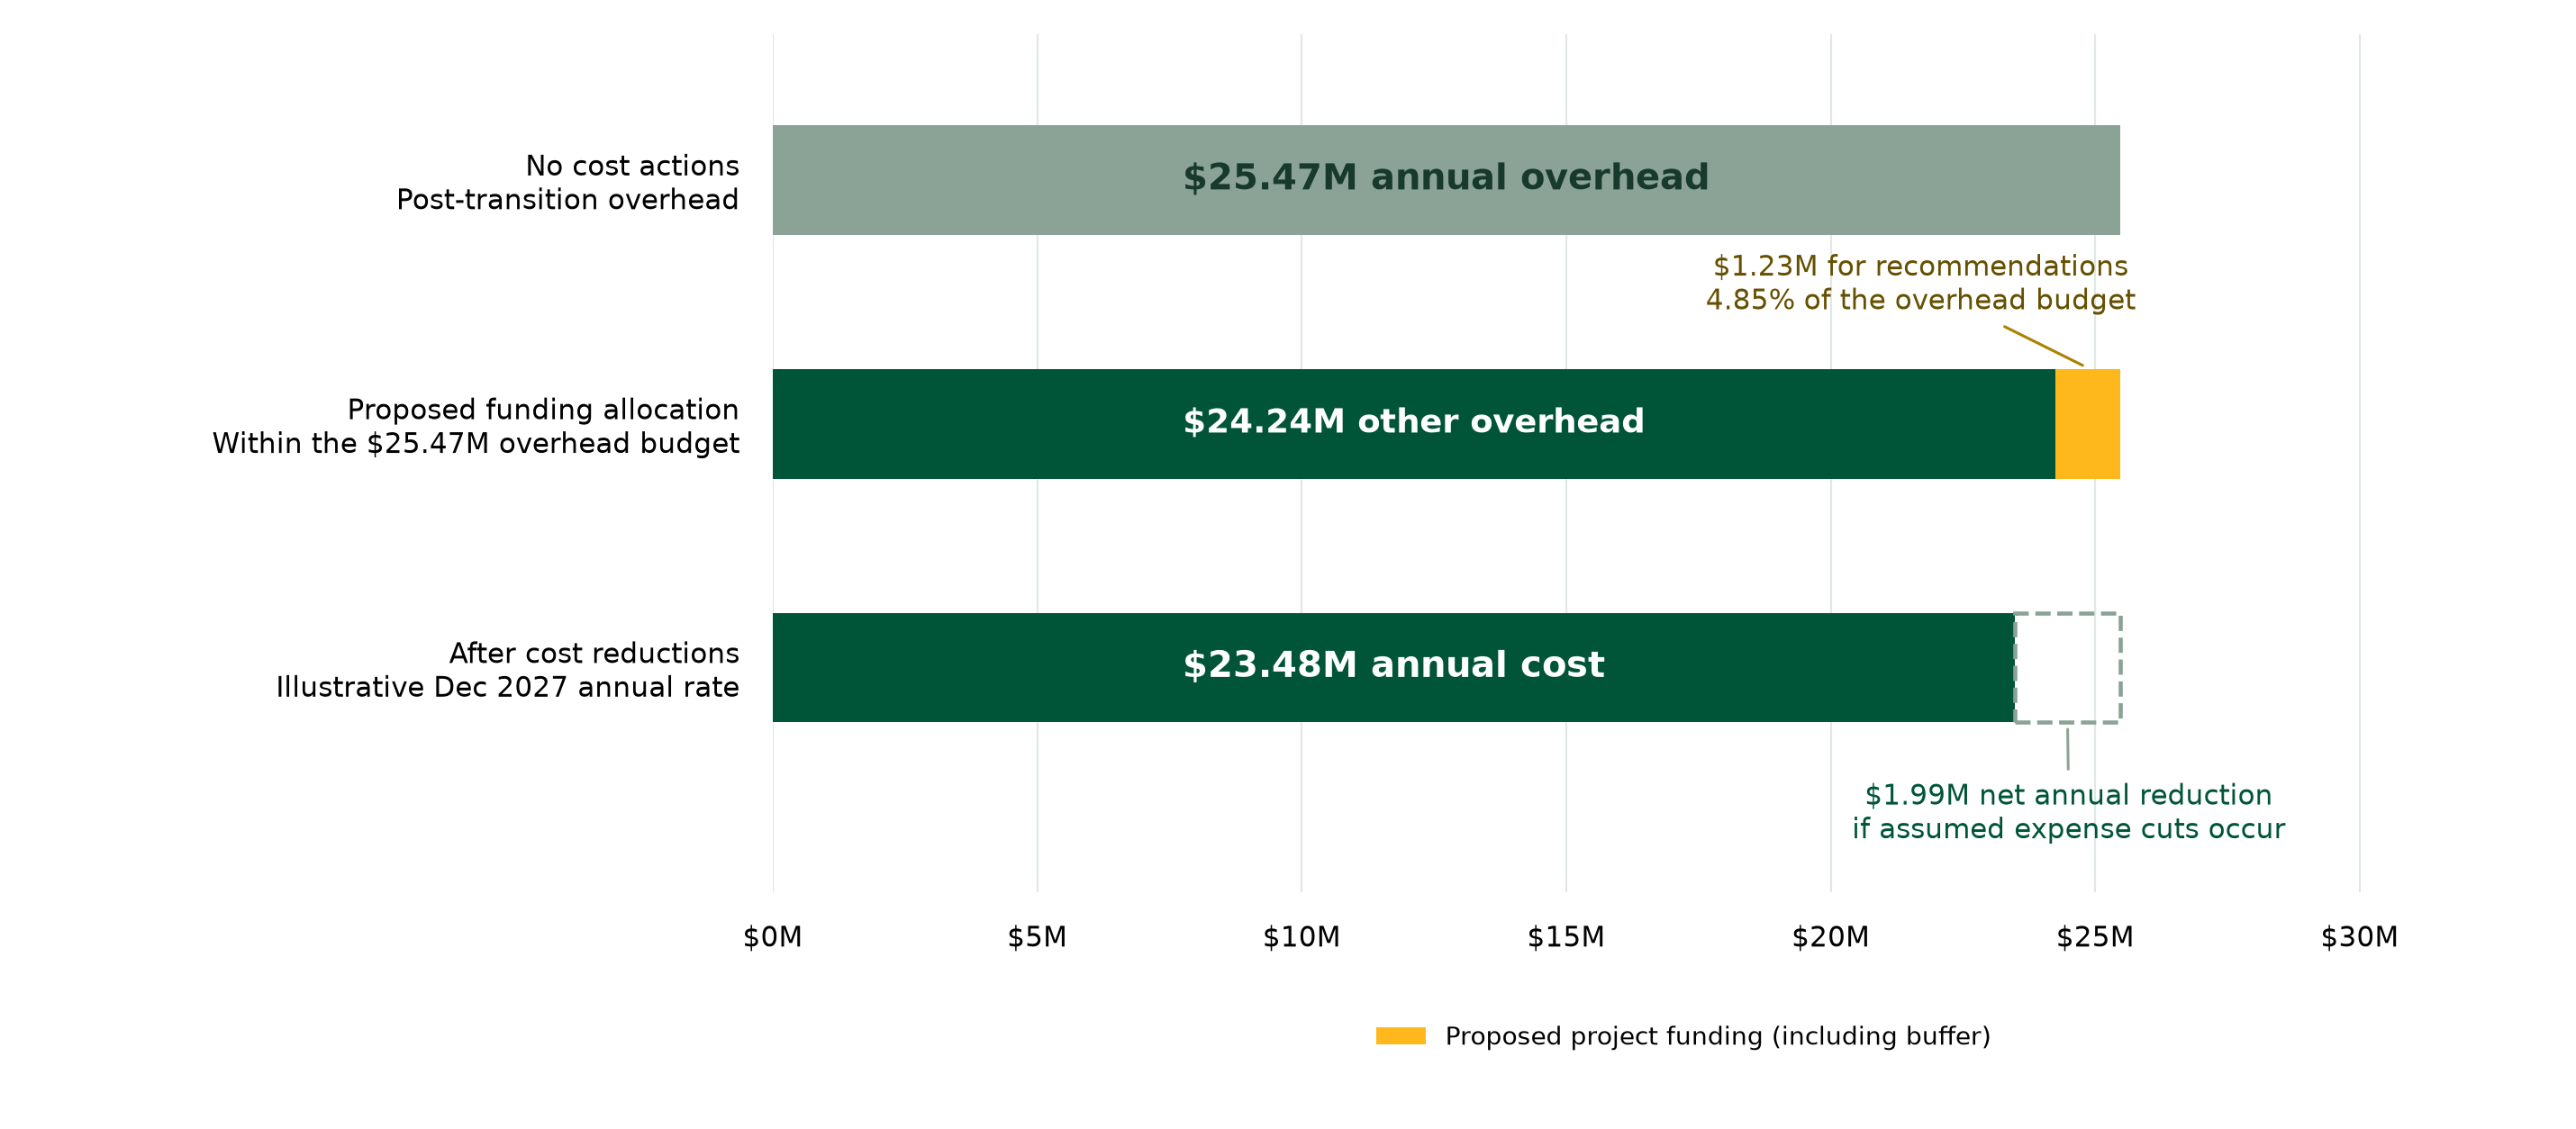 No cost actions
Post-transition overhead
$25.47M annual overhead
$1.23M for recommendations
4.85% of the overhead budget
Proposed funding allocation
Within the $25.47M overhead budget
$24.24M other overhead
After cost reductions
Illustrative Dec 2027 annual rate
$23.48M annual cost
$1.99M net annual reduction
if assumed expense cuts occur
$0M $5M $10M $15M $20M $25M $30M
Proposed project funding (including buffer)